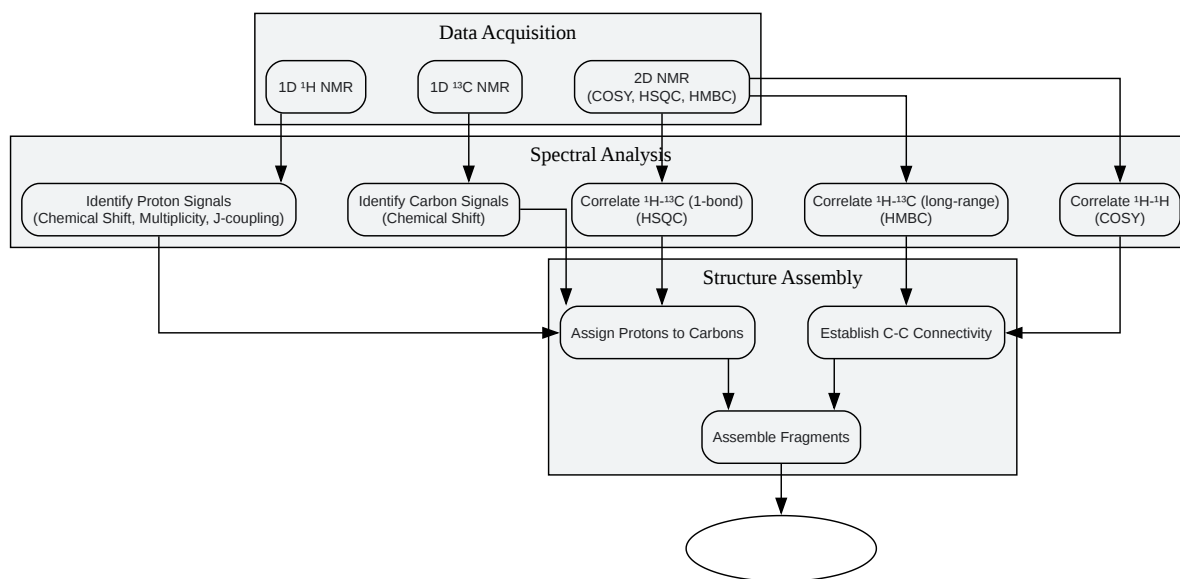 Data Acquisition
1D ¹H NMR
1D ¹³C NMR
2D NMR
(COSY, HSQC, HMBC)
Spectral Analysis
Identify Proton Signals
(Chemical Shift, Multiplicity, J-coupling)
Identify Carbon Signals
(Chemical Shift)
Correlate ¹H-¹³C (1-bond)
(HSQC)
Correlate ¹H-¹³C (long-range)
(HMBC)
Correlate ¹H-¹H
(COSY)
Structure Assembly
Assign Protons to Carbons
Establish C-C Connectivity
Assemble Fragments